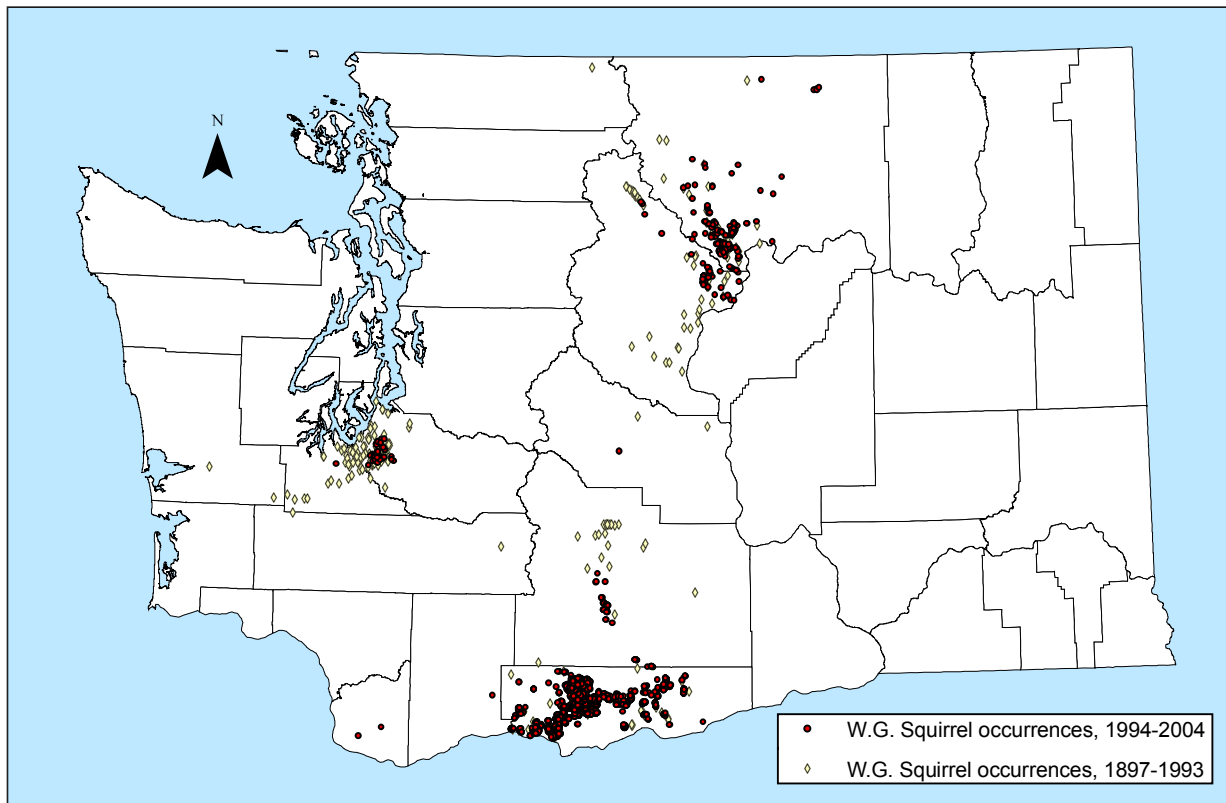 N
W.G. Squirrel occurrences, 1994-2004
W.G. Squirrel occurrences, 1897-1993